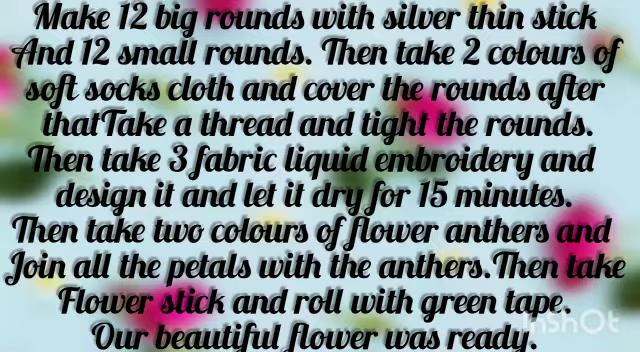 Make 12 big rounds with silver thin stick
And 12 small rounds. Then take 2 colours of
soft socks cloth and cover the rounds after
thatTake a thread and tight the rounds.
Then take 3 fabric liquid embroidery and
design it and let it dry for 15 minutes.
Then take two colours of flower anthers and
Join all the petals with the anthers.Then take
Flower stick and roll with green tape.
Our beautiful flower was ready.
InShOt